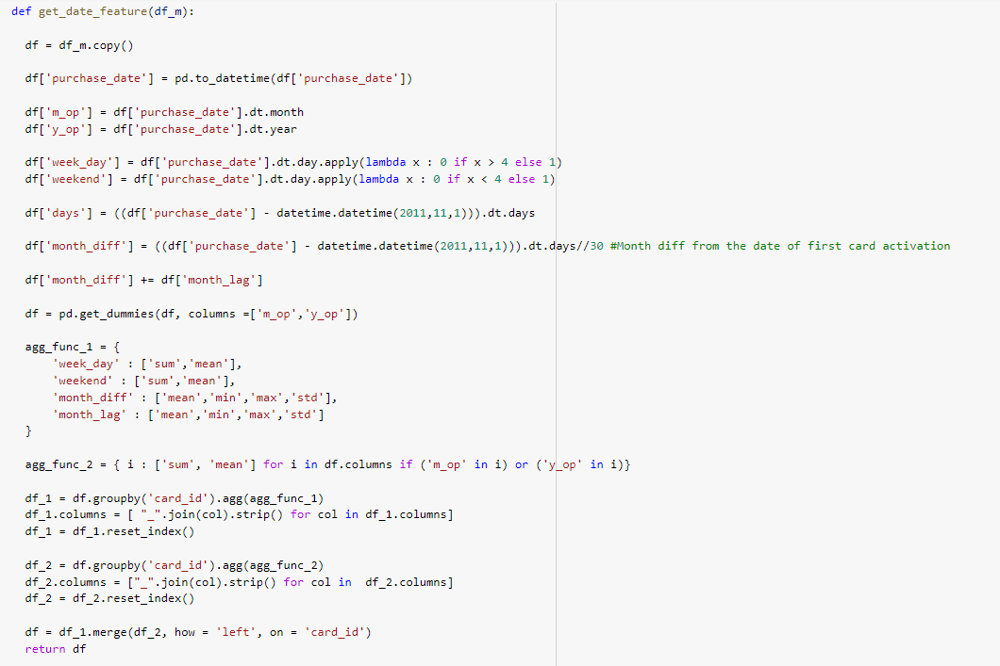 def get_date_feature(df_m):
df = df_m.copy()
df['purchase_date'] = pd.to_datetime(df['purchase_date'])
df['m_op'] = df['purchase_date'].dt.month
df['y_op'] = df['purchase_date'].dt.year
df['week_day'] = df['purchase_date'].dt.day.apply(lambda x : 0 if x > 4 else 1)
df['weekend'] = df['purchase_date'].dt.day.apply(lambda x : 0 if x < 4 else 1)
df['days'] = ((df['purchase_date'] - datetime.datetime(2011,11,1))).dt.days
df['month_diff'] = ((df['purchase_date'] - datetime.datetime(2011,11,1))).dt.days//30 #Month diff from the date of first card activation
df['month_diff'] += df['month_lag']
df = pd.get_dummies(df, columns =['m_op','y_op'])
agg_func_1 = {
'week_day' : ['sum','mean'],
'weekend' : ['sum','mean'],
'month_diff' : ['mean','min','max','std'],
'month_lag' : ['mean','min','max','std']
}
agg_func_2 = { i : ['sum', 'mean'] for i in df.columns if ('m_op' in i) or ('y_op' in i)}
df_1 = df.groupby('card_id').agg(agg_func_1)
df_1.columns = [ "_".join(col).strip() for col in df_1.columns]
df_1 = df_1.reset_index()
df_2 = df.groupby('card_id').agg(agg_func_2)
df_2.columns = ["_".join(col).strip() for col in  df_2.columns]
df_2 = df_2.reset_index()
df = df_1.merge(df_2, how = 'left', on = 'card_id')
return df